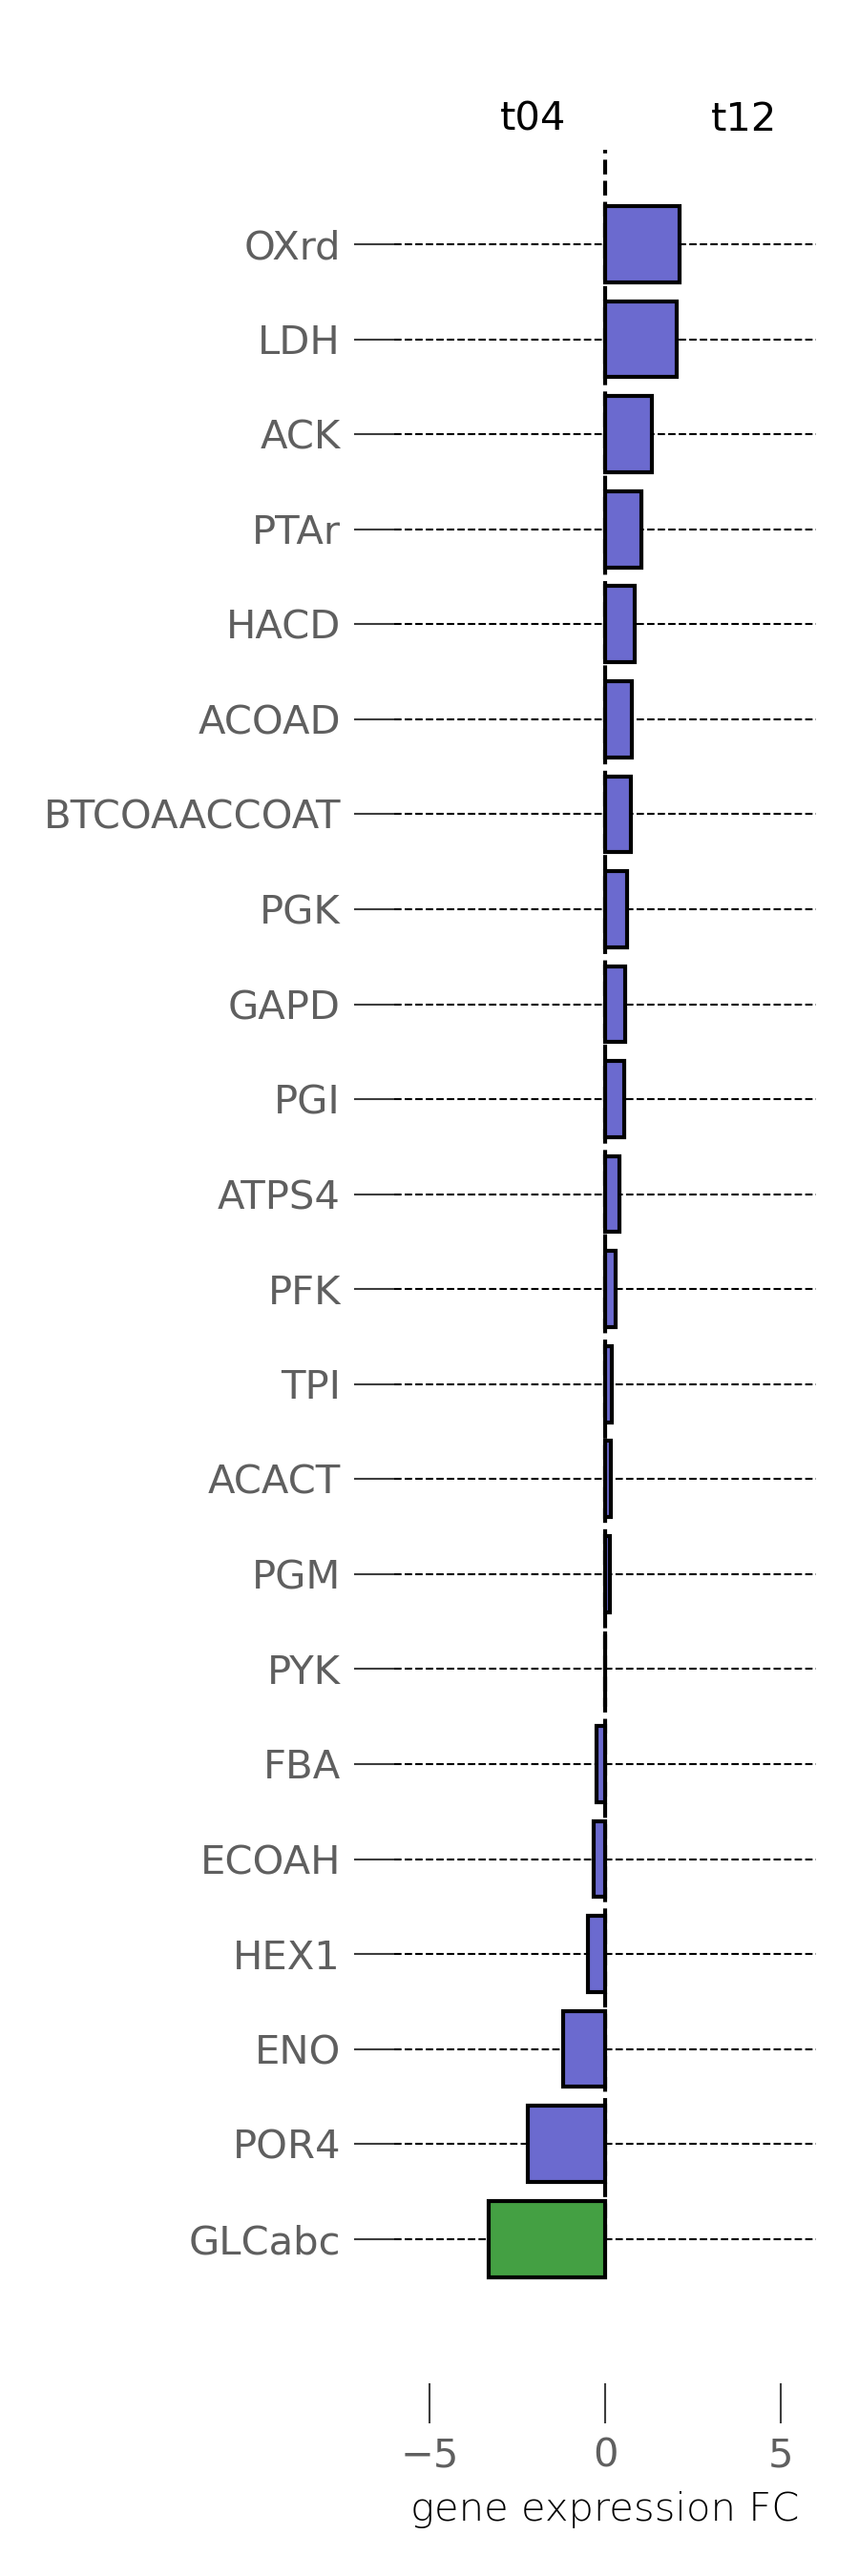 t04 t12
OXrd
LDH
ACK
PTAr
HACD
ACOAD
BTCOAACCOAT
PGK
GAPD
PGI
ATPS4
PFK
TPI
ACACT
PGM
PYK
FBA
ECOAH
HEX1
ENO
POR4
GLCabc
−5 0 5
gene expression FC